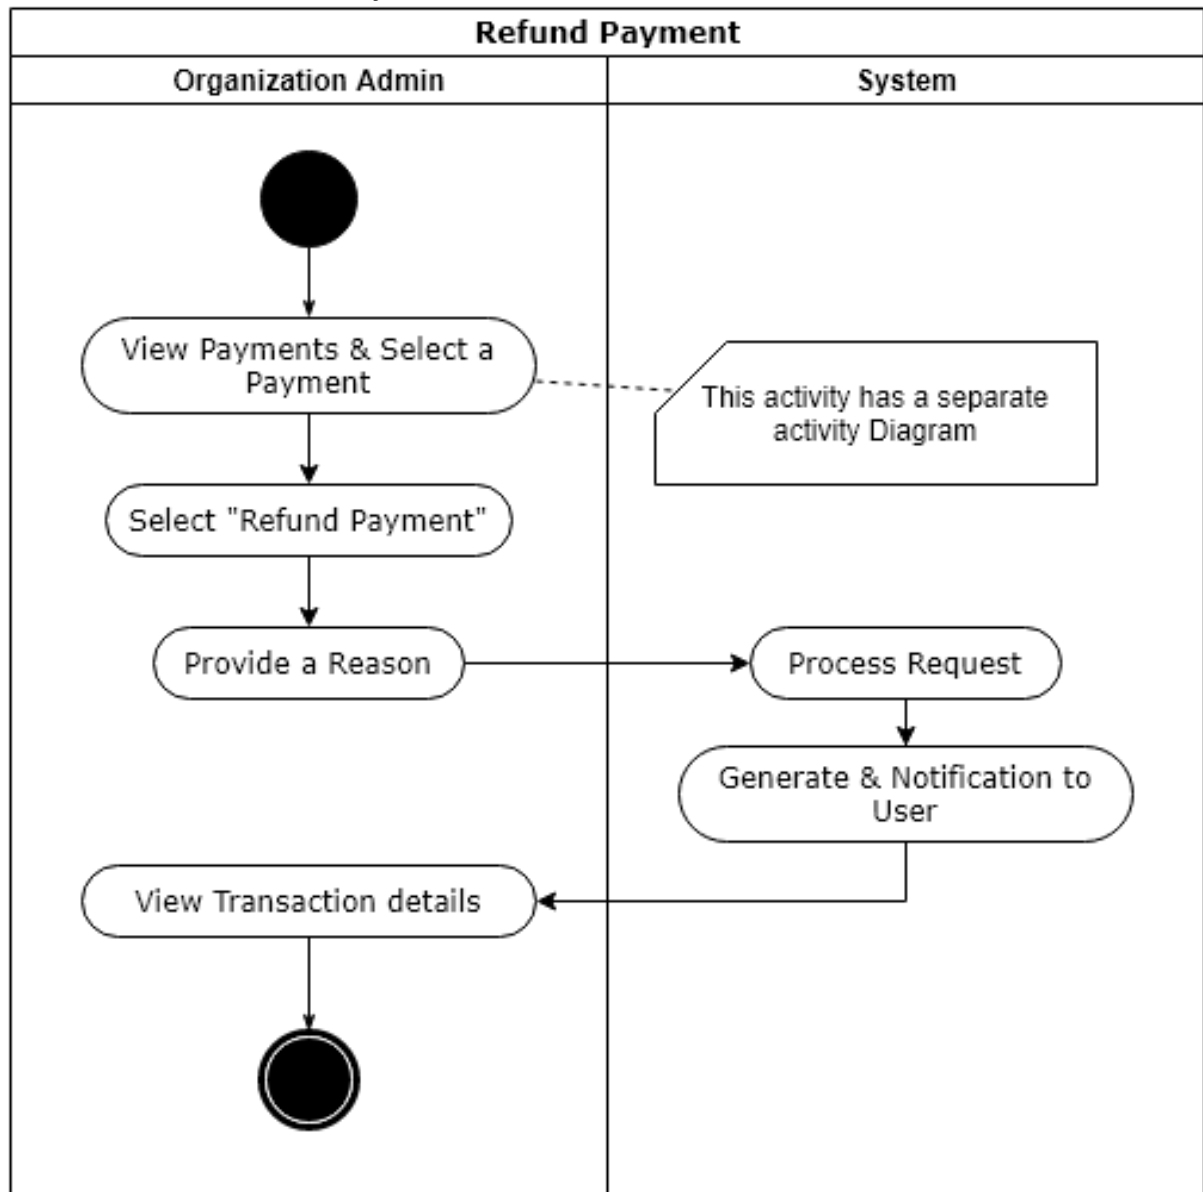 Refund Payment
Organization Admin
System
View Payments & Select a
Payment
This activity has a separate
activity Diagram
Select "Refund Payment"
Provide a Reason
Process Request
Generate & Notification to
User
View Transaction details